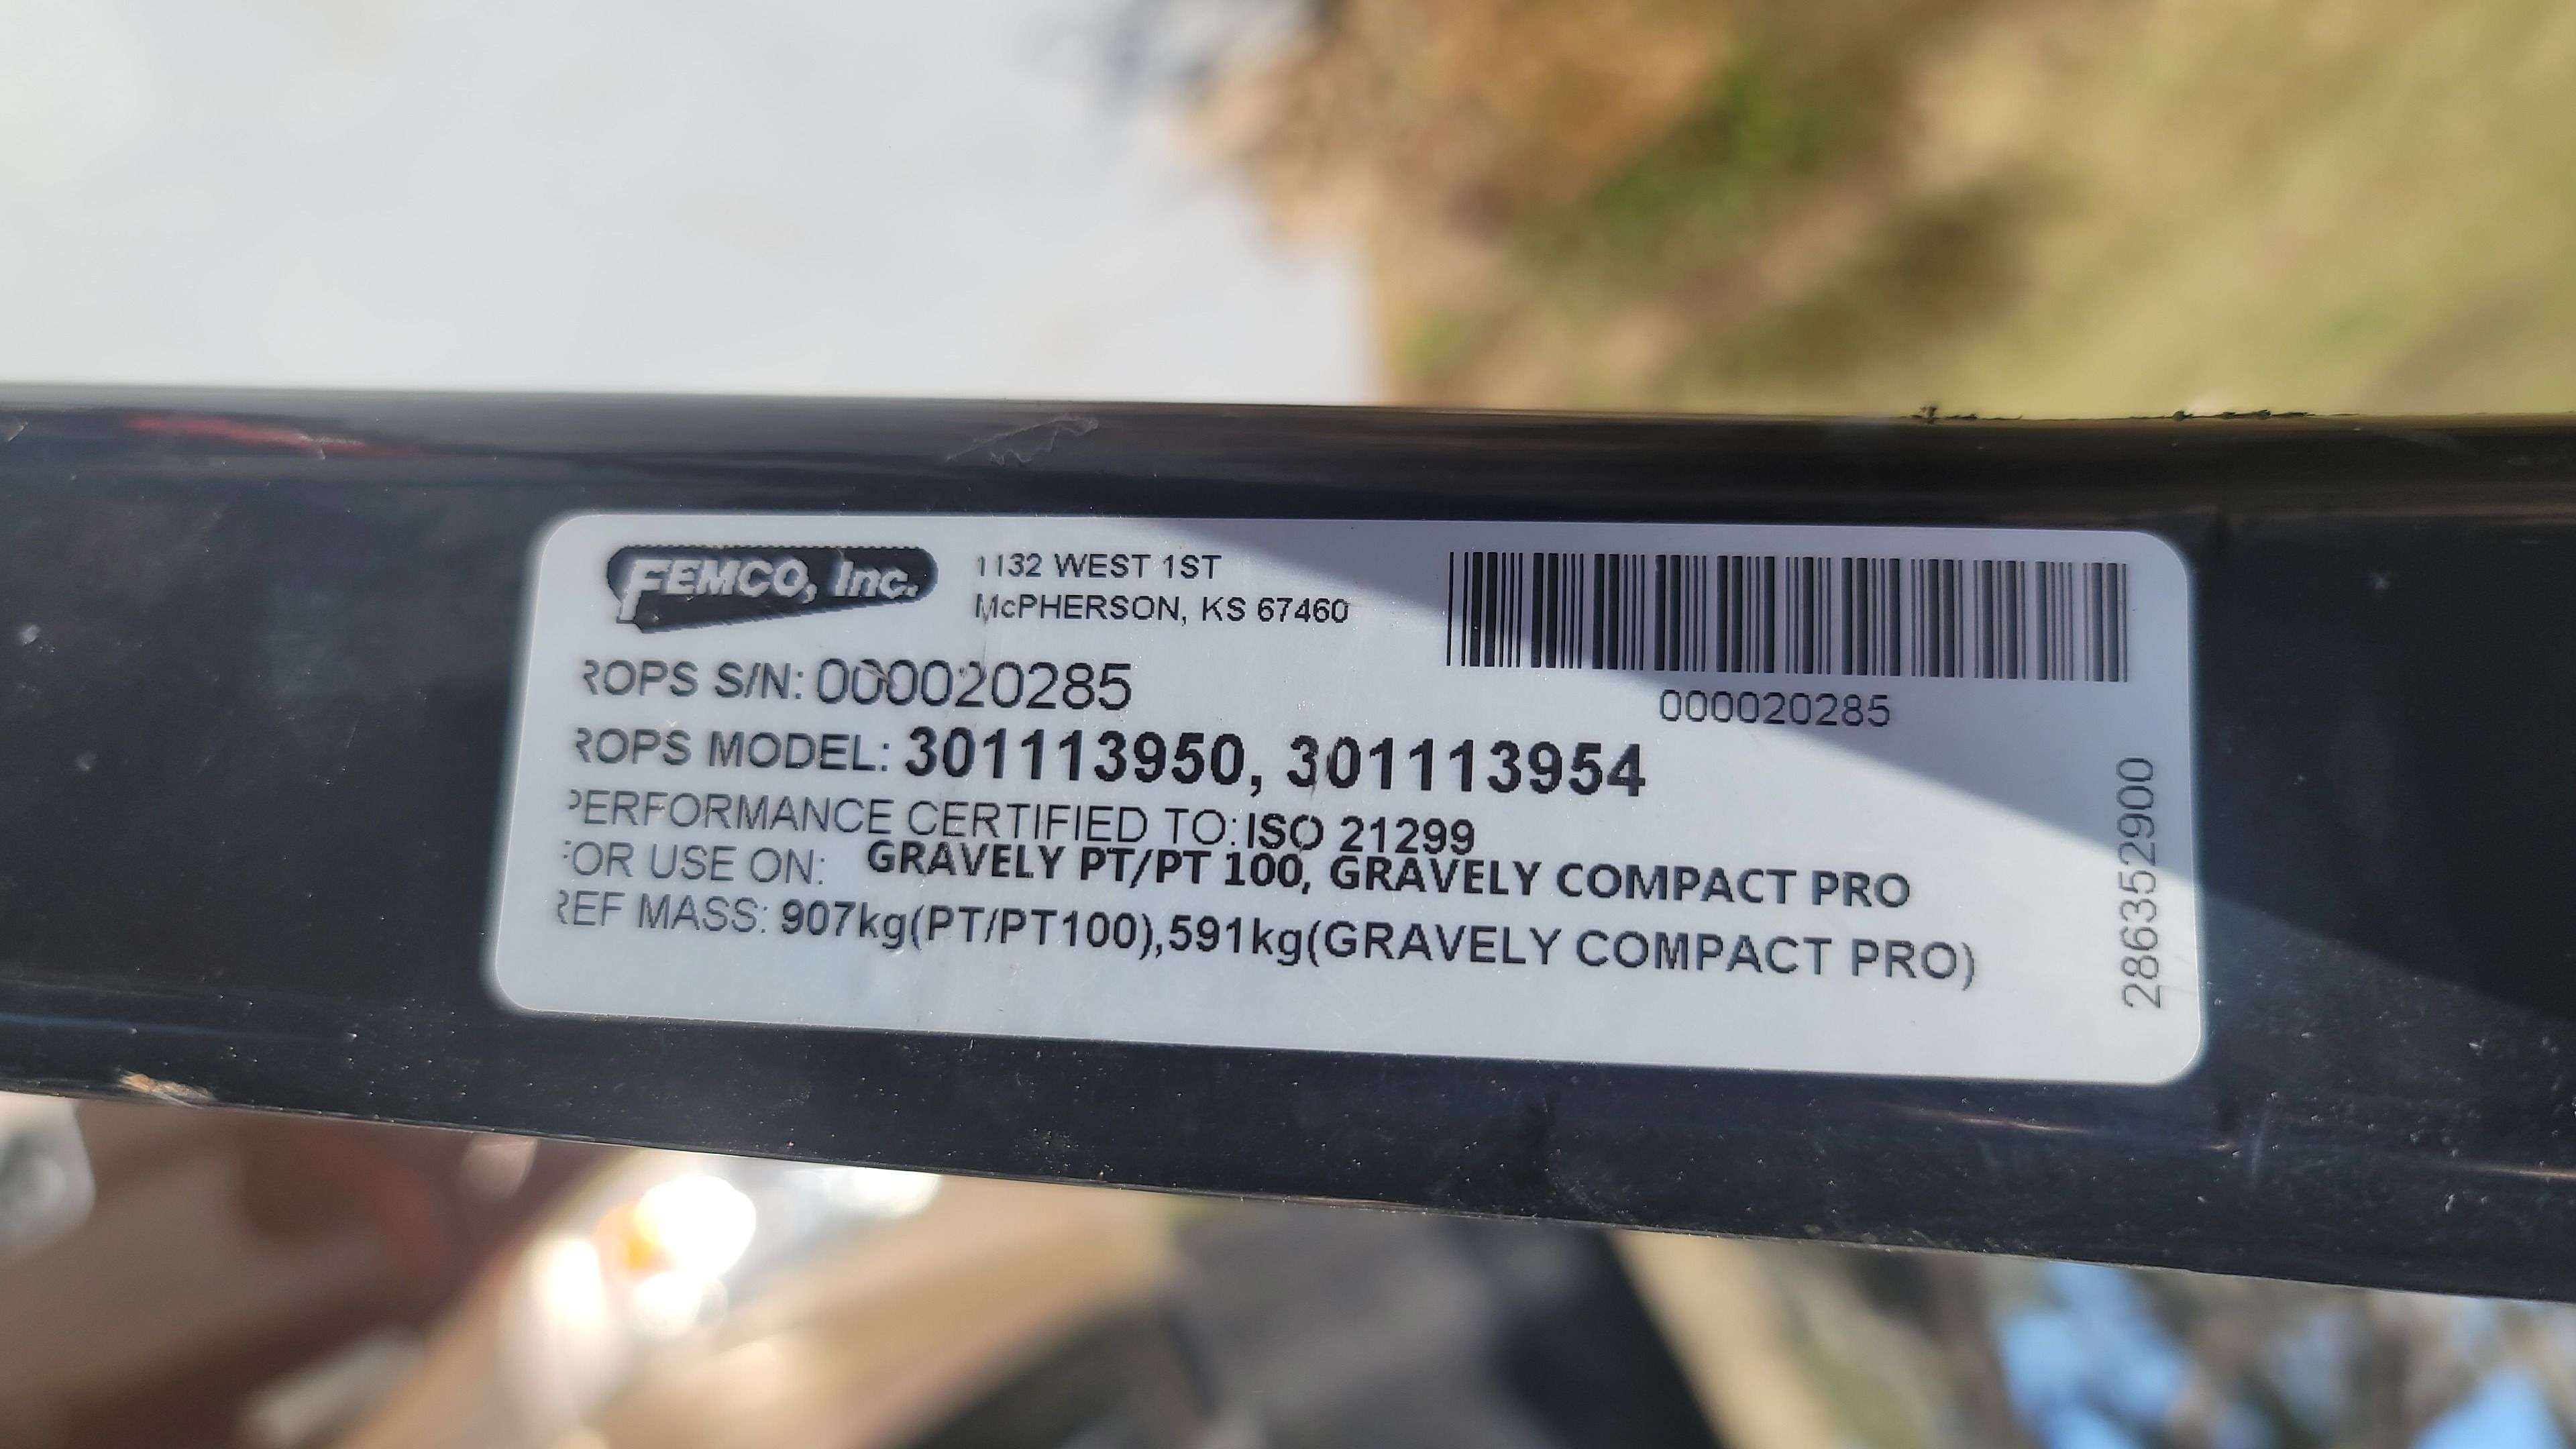 FEMCO, Inc.
1132 WEST 1ST
McPHERSON, KS 67460
000020285
ROPS S/N: 000020285
ROPS MODEL: 301113950, 301113954
PERFORMANCE CERTIFIED TO: ISO 21299
FOR USE ON: GRAVELY PT/PT 100, GRAVELY COMPACT PRO
REF MASS: 907kg(PT/PT100),591kg(GRAVELY COMPACT PRO)
286352900